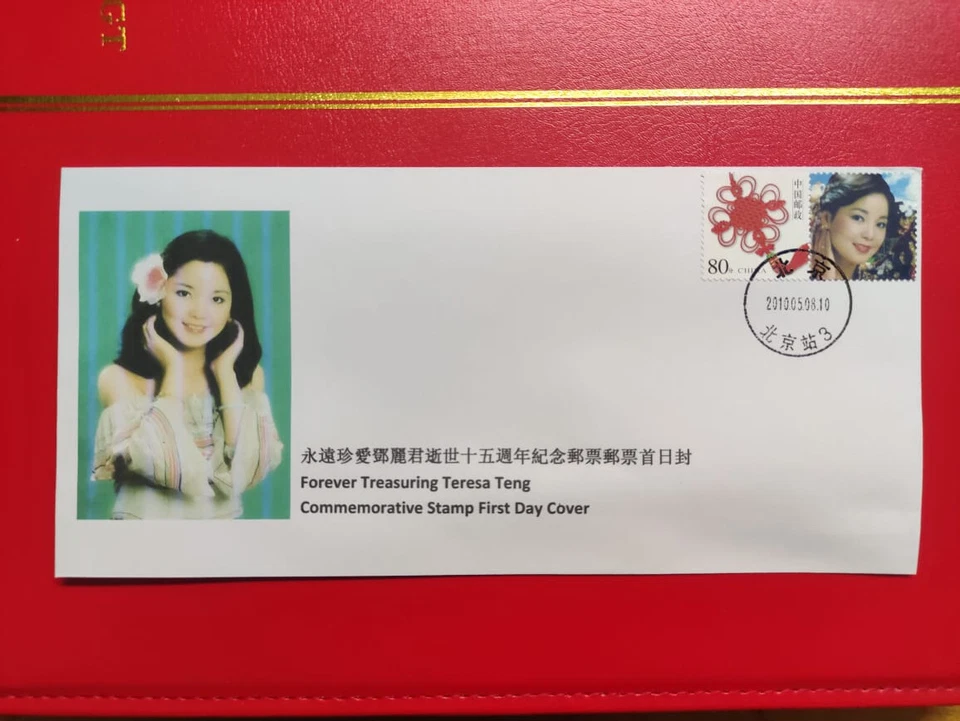 中国邮政
80分 CHINA
北京
2010.05.08.10
北京站3
永遠珍愛鄧麗君逝世十五週年紀念郵票郵票首日封
Forever Treasuring Teresa Teng
Commemorative Stamp First Day Cover